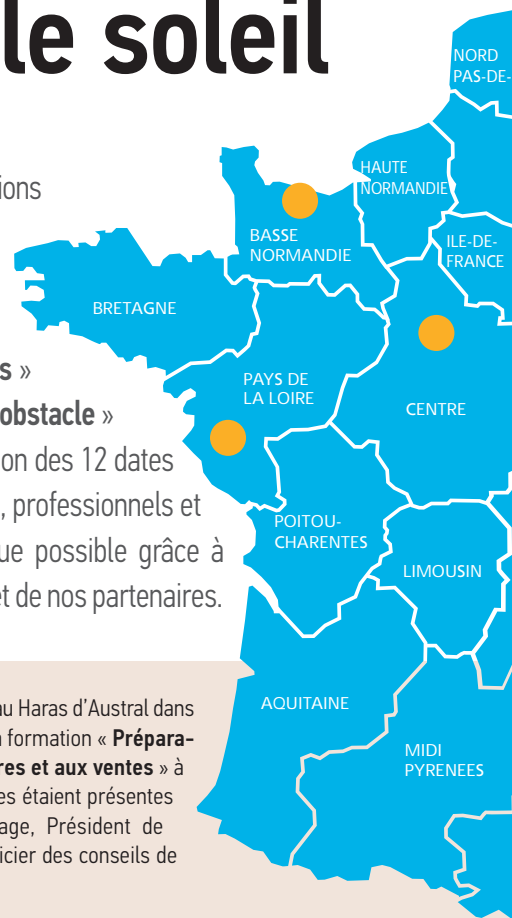 le soleil
ions
s »
obstacle »
on des 12 dates
, professionnels et
ue possible grâce à
et de nos partenaires.
au Haras d’Austral dans
a formation « Prépara-
res et aux ventes » à
es étaient présentes
age, Président de
icier des conseils de
NORD
PAS-DE-
HAUTE
NORMANDIE
BASSE
NORMANDIE
ILE-DE-
FRANCE
BRETAGNE
PAYS DE
LA LOIRE
CENTRE
POITOU-
CHARENTES
LIMOUSIN
AQUITAINE
MIDI
PYRENEES